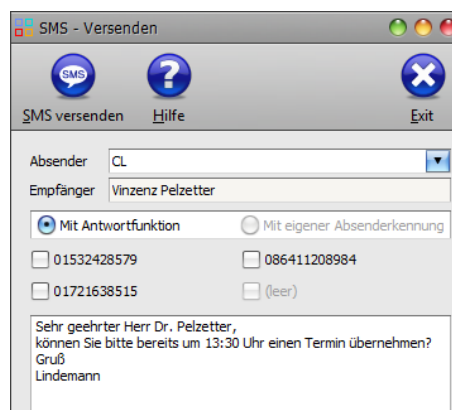 SMS - Versenden
SMS
SMS versenden Hilfe Exit
Absender CL
Empfänger Vinzenz Pelzetter
Mit Antwortfunktion Mit eigener Absenderkennung
01532428579 086411208984
01721638515 (leer)
Sehr geehrter Herr Dr. Pelzetter,
können Sie bitte bereits um 13:30 Uhr einen Termin übernehmen?
Gruß
Lindemann